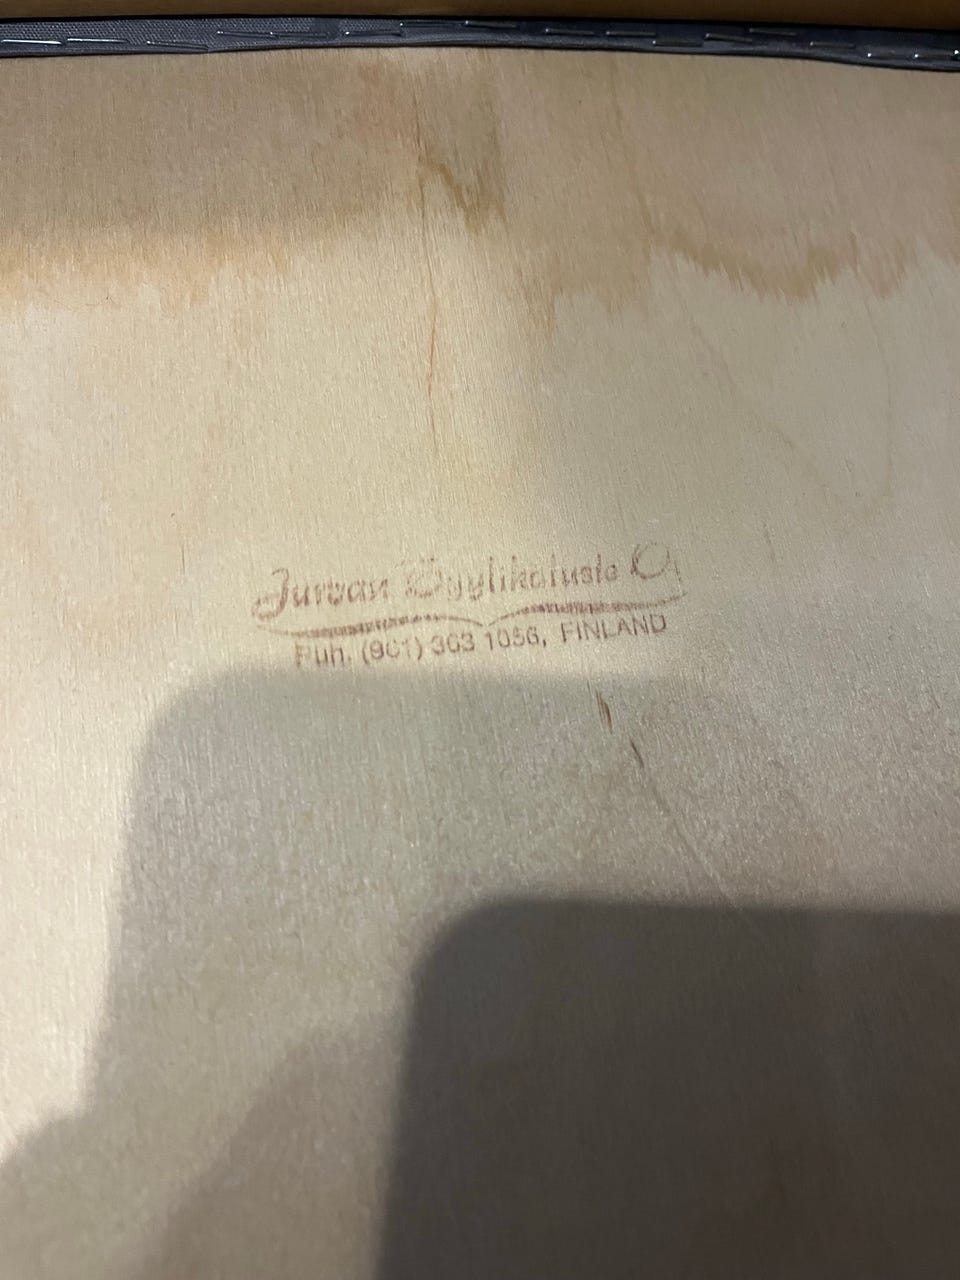 Jurvan Tyylikaluste Oy
Puh. (961) 363 1056, FINLAND